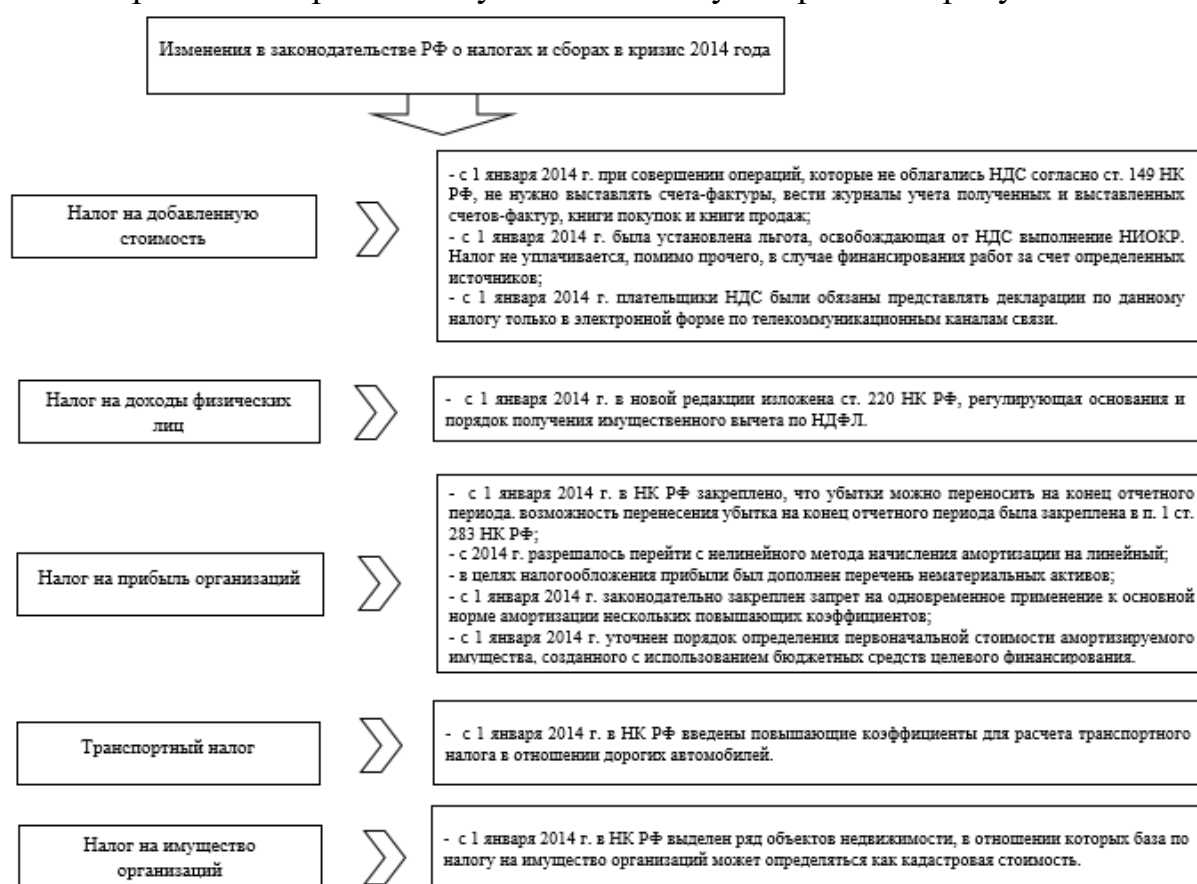 Изменения в законодательстве РФ о налогах и сборах в кризис 2014 года
Налог на добавленную
стоимость
- с 1 января 2014 г. при совершении операций, которые не облагались НДС согласно ст. 149 НК
РФ, не нужно выставлять счета-фактуры, вести журналы учета полученных и выставленных
счетов-фактур, книги покупок и книги продаж;
- с 1 января 2014 г. была установлена льгота, освобождающая от НДС выполнение НИОКР.
Налог не уплачивается, помимо прочего, в случае финансирования работ за счет определенных
источников;
- с 1 января 2014 г. плательщики НДС были обязаны представлять декларации по данному
налогу только в электронной форме по телекоммуникационным каналам связи.
Налог на доходы физических
лиц
- с 1 января 2014 г. в новой редакции изложена ст. 220 НК РФ, регулирующая основания и
порядок получения имущественного вычета по НДФЛ.
Налог на прибыль организаций
- с 1 января 2014 г. в НК РФ закреплено, что убытки можно переносить на конец отчетного
периода. возможность перенесения убытка на конец отчетного периода была закреплена в п. 1 ст.
283 НК РФ;
- с 2014 г. разрешалось перейти с нелинейного метода начисления амортизации на линейный;
- в целях налогообложения прибыли был дополнен перечень нематериальных активов;
- с 1 января 2014 г. законодательно закреплен запрет на одновременное применение к основной
норме амортизации нескольких повышающих коэффициентов;
- с 1 января 2014 г. уточнен порядок определения первоначальной стоимости амортизируемого
имущества, созданного с использованием бюджетных средств целевого финансирования.
Транспортный налог
- с 1 января 2014 г. в НК РФ введены повышающие коэффициенты для расчета транспортного
налога в отношении дорогих автомобилей.
Налог на имущество
организаций
- с 1 января 2014 г. в НК РФ выделен ряд объектов недвижимости, в отношении которых база по
налогу на имущество организаций может определяться как кадастровая стоимость.